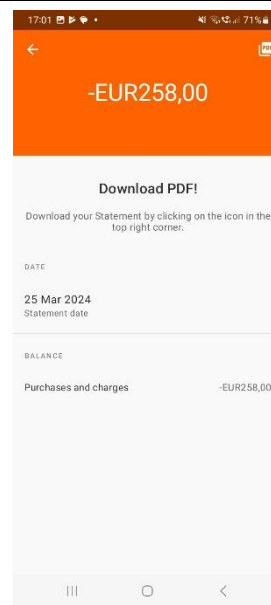 17:01 71%
PDF
-EUR258,00
Download PDF!
Download your Statement by clicking on the icon in the
top right corner.
DATE
25 Mar 2024
Statement date
BALANCE
Purchases and charges -EUR258,00